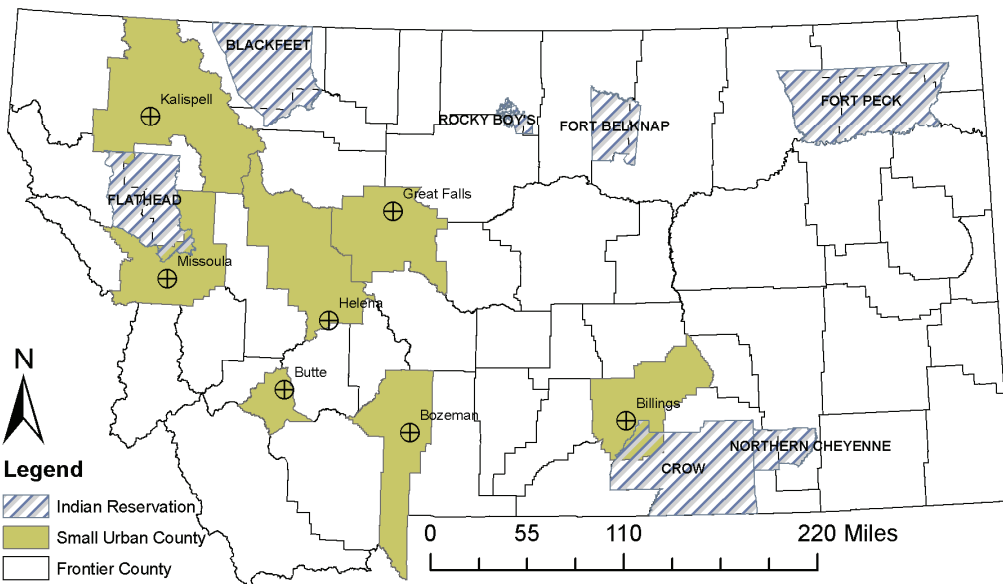 BLACKFEET
Kalispell
ROCKY BOY'S
FORT BELKNAP
FORT PECK
FLATHEAD
Great Falls
Missoula
Helena
N
Butte
Bozeman
Billings
NORTHERN CHEYENNE
CROW
Legend
Indian Reservation
Small Urban County
Frontier County
0 55 110 220 Miles